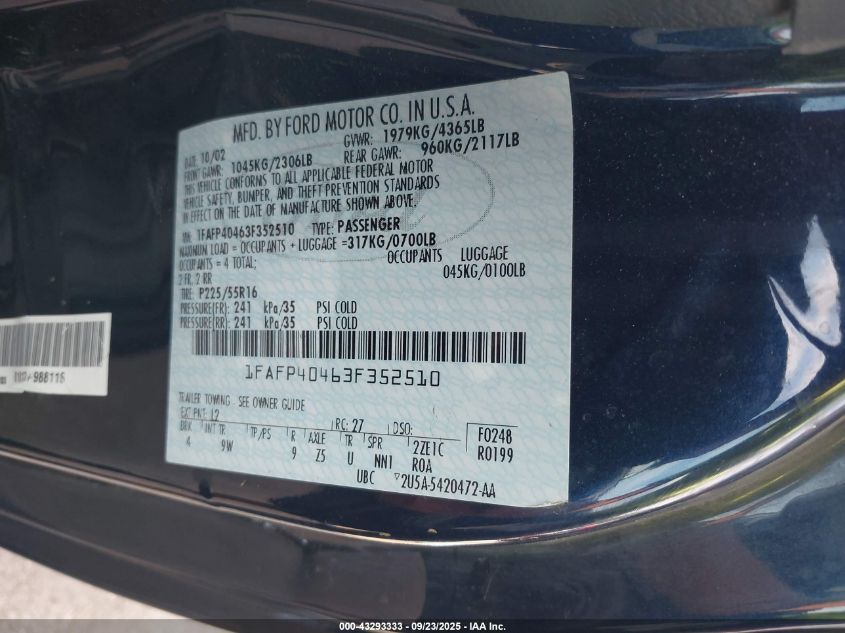 MFD. BY FORD MOTOR CO. IN U.S.A.
DATE 10/02 GVWR: 1979KG/4365LB
FRONT GAWR: 1045KG/2306LB REAR GAWR: 960KG/2117LB
THIS VEHICLE CONFORMS TO ALL APPLICABLE FEDERAL MOTOR
VEHICLE SAFETY, BUMPER, AND THEFT PREVENTION STANDARDS
IN EFFECT ON THE DATE OF MANUFACTURE SHOWN ABOVE.
VIN: 1FAFP40463F352510 TYPE: PASSENGER
MAXIMUM LOAD = OCCUPANTS + LUGGAGE =317KG/0700LB
OCCUPANTS = 4 TOTAL; OCCUPANTS LUGGAGE
2 FR, 2 RR 045KG/0100LB
TIRE: P225/55R16
PRESSURE(FR): 241 kPa/35 PSI COLD
PRESSURE(RR): 241 kPa/35 PSI COLD
1FAFP40463F352510
TRAILER TOWING - SEE OWNER GUIDE
EXT PNT: L2 RC: 27 DSO:
BRK INT TR TP/PS R AXLE TR SPR 2ZE1C F0248
4 9W 9 Z5 U NN1 ROA R0199
UBC 2U5A-5420472-AA
988116
000-43293333 - 09/23/2025 - IAA Inc.